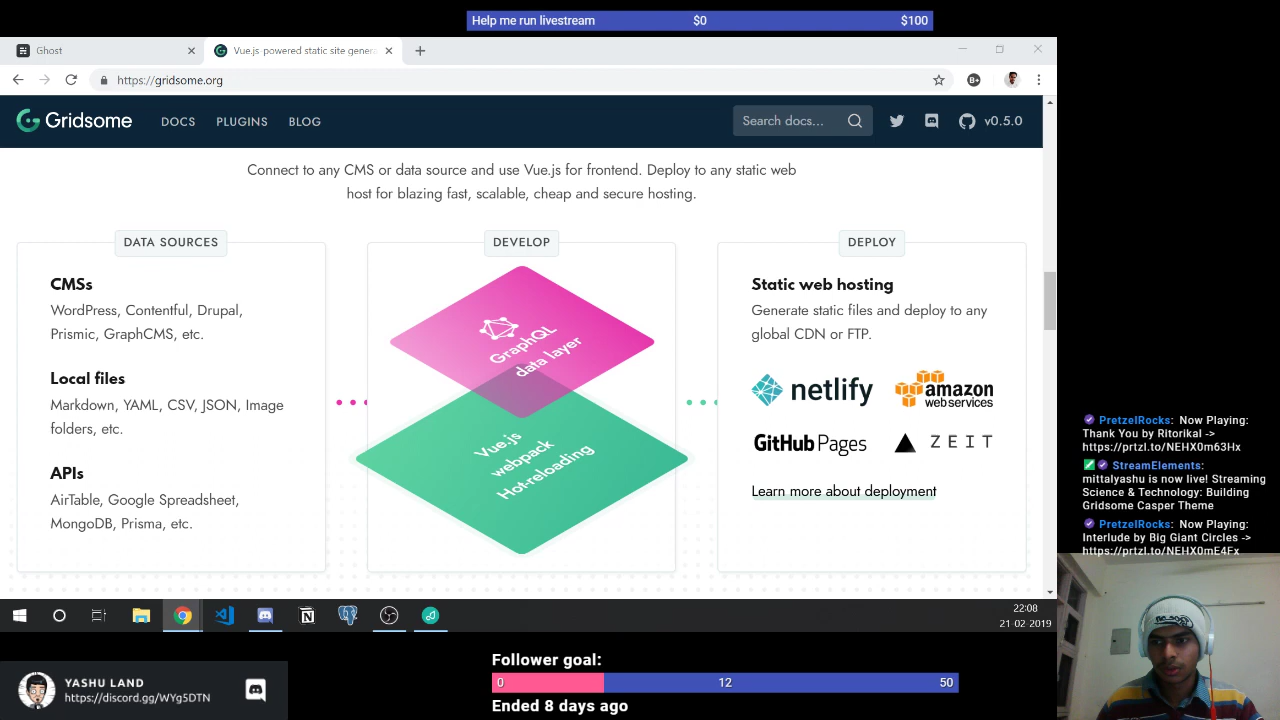 Help me run livestream $0 $100
Ghost
Vue.js powered static site genera
https://gridsome.org
Gridsome
DOCS PLUGINS BLOG
Search docs...
v0.5.0
Connect to any CMS or data source and use Vue.js for frontend. Deploy to any static web
host for blazing fast, scalable, cheap and secure hosting.
DATA SOURCES
CMSs
WordPress, Contentful, Drupal,
Prismic, GraphCMS, etc.
Local files
Markdown, YAML, CSV, JSON, Image
folders, etc.
APIs
AirTable, Google Spreadsheet,
MongoDB, Prisma, etc.
DEVELOP
GraphQL
data layer
Vue.js
webpack
Hot-reloading
DEPLOY
Static web hosting
Generate static files and deploy to any
global CDN or FTP.
netlify
amazon
web services
GitHub Pages
ZEIT
Learn more about deployment
PretzelRocks: Now Playing:
Thank You by Ritorikal ->
https://prtzl.to/NEHX0m63Hx
StreamElements:
mittalyashu is now live! Streaming
Science & Technology: Building
Gridsome Casper Theme
PretzelRocks: Now Playing:
Interlude by Big Giant Circles ->
https://prtzl.to/NEHX0mE4Fx
22:08
21-02-2019
YASHU LAND
https://discord.gg/WYg5DTN
Follower goal:
0 12 50
Ended 8 days ago